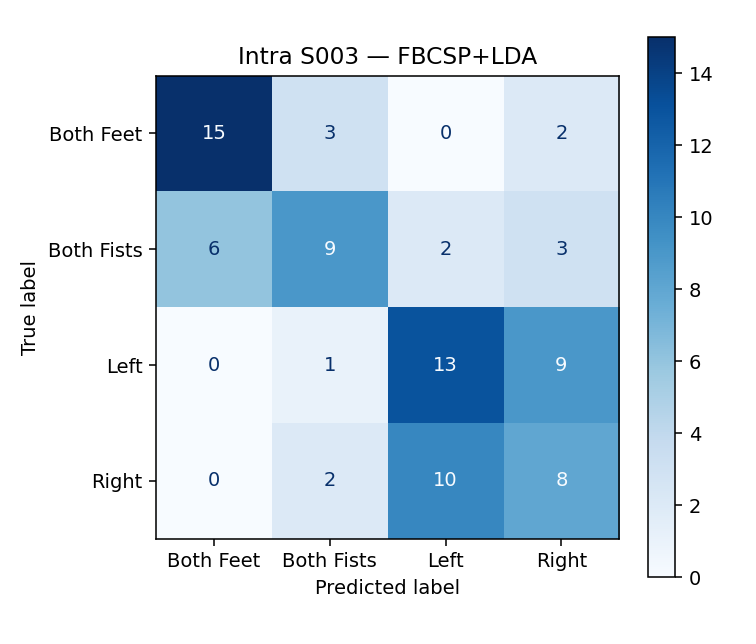 Intra S003 — FBCSP+LDA
Both Feet 15 3 0 2
Both Fists 6 9 2 3
Left 0 1 13 9
Right 0 2 10 8
Both Feet Both Fists Left Right
Predicted label
True label
14
12
10
8
6
4
2
0